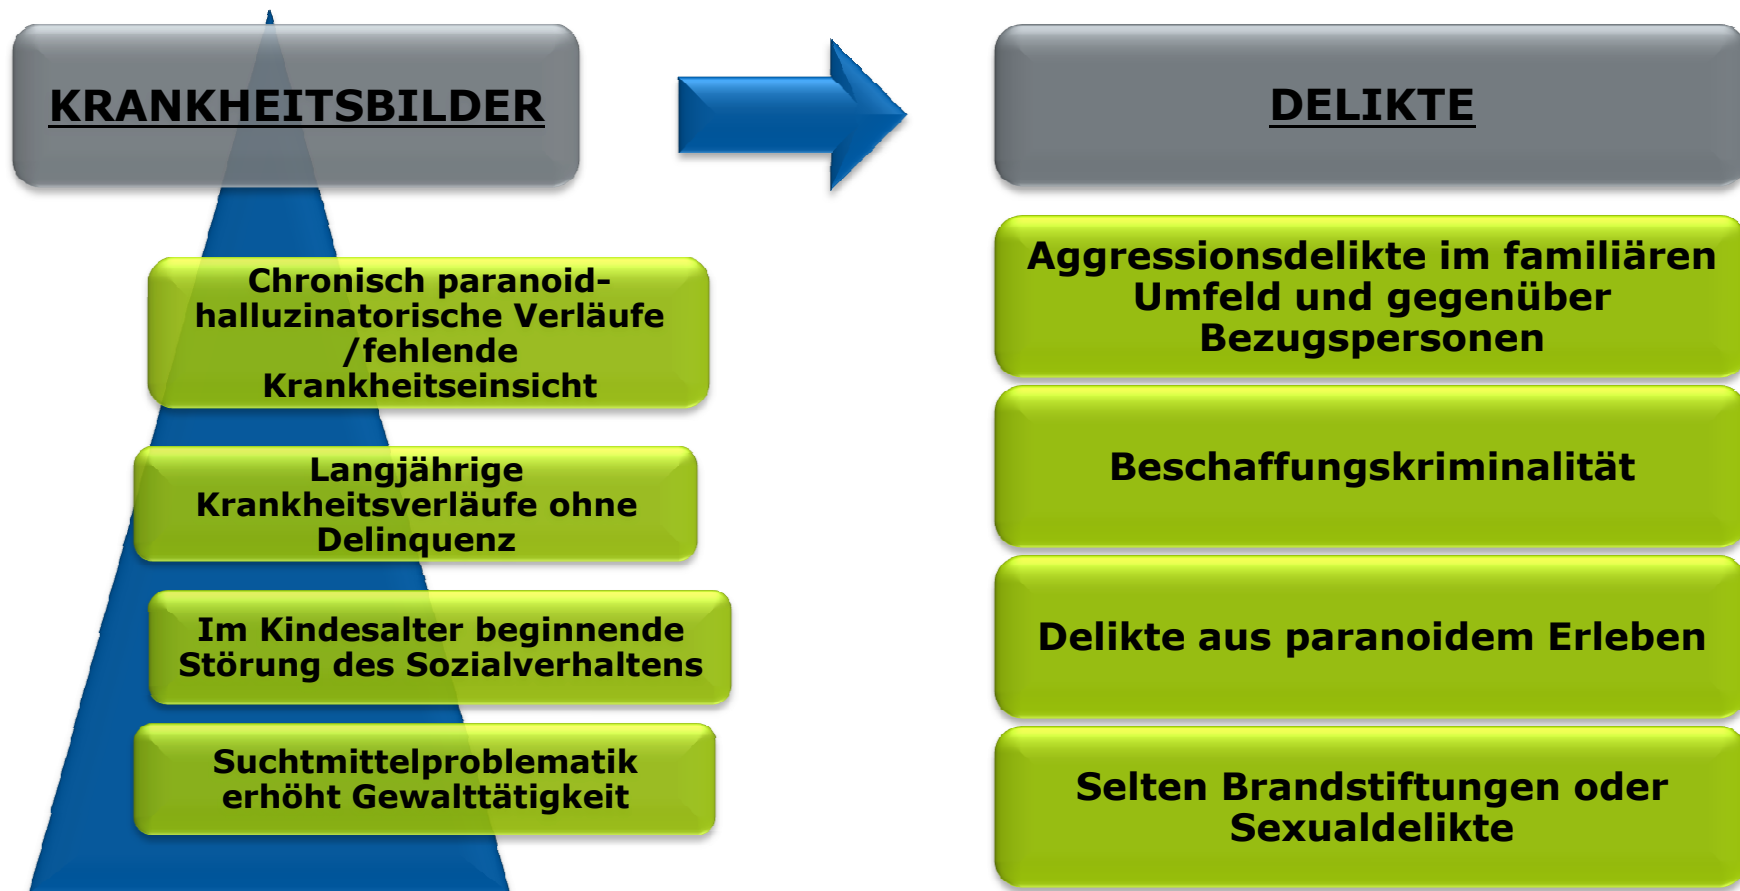 KRANKHEITSBILDER
Chronisch paranoid-
halluzinatorische Verläufe
/fehlende
Krankheitseinsicht
Langjährige
Krankheitsverläufe ohne
Delinquenz
Im Kindesalter beginnende
Störung des Sozialverhaltens
Suchtmittelproblematik
erhöht Gewalttätigkeit
DELIKTE
Aggressionsdelikte im familiären
Umfeld und gegenüber
Bezugspersonen
Beschaffungskriminalität
Delikte aus paranoidem Erleben
Selten Brandstiftungen oder
Sexualdelikte